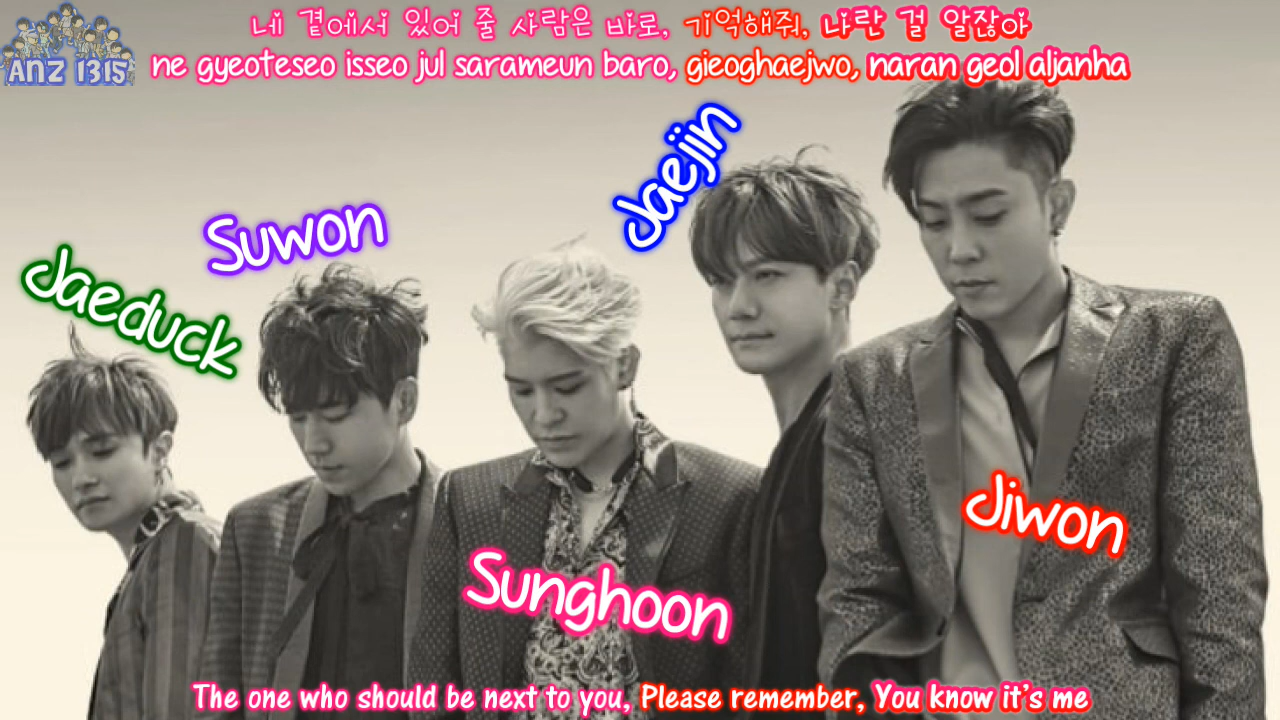 네 곁에서 있어 줄 사람은 바로, 기억해줘, 나란 걸 알잖아
ANZ 1315
ne gyeoteseo isseo jul sarameun baro, gieoghaejwo, naran geol aljanha
Jaejin
Suwon
Jaeduck
Jiwon
Sunghoon
The one who should be next to you, Please remember, You know it's me